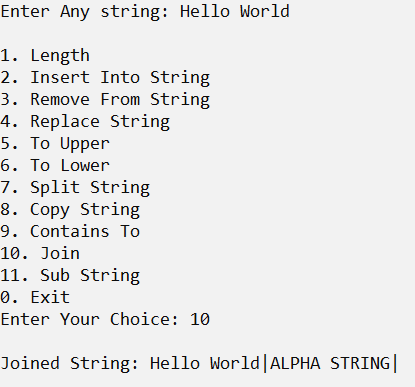 Enter Any string: Hello World
1. Length
2. Insert Into String
3. Remove From String
4. Replace String
5. To Upper
6. To Lower
7. Split String
8. Copy String
9. Contains To
10. Join
11. Sub String
0. Exit
Enter Your Choice: 10
Joined String: Hello World|ALPHA STRING|